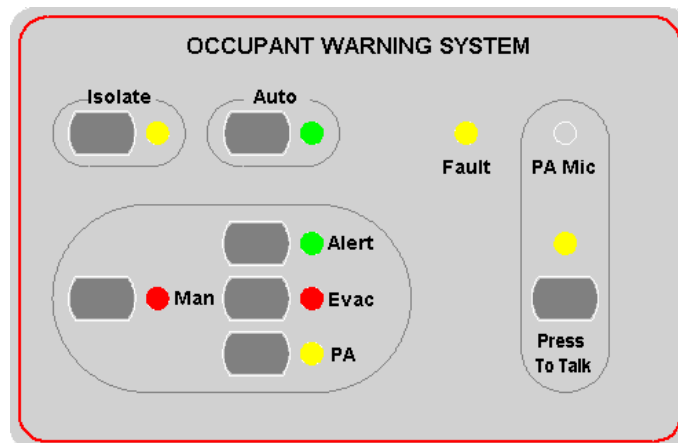 OCCUPANT WARNING SYSTEM
Isolate
Auto
Fault
PA Mic
Alert
Man
Evac
PA
Press
To Talk